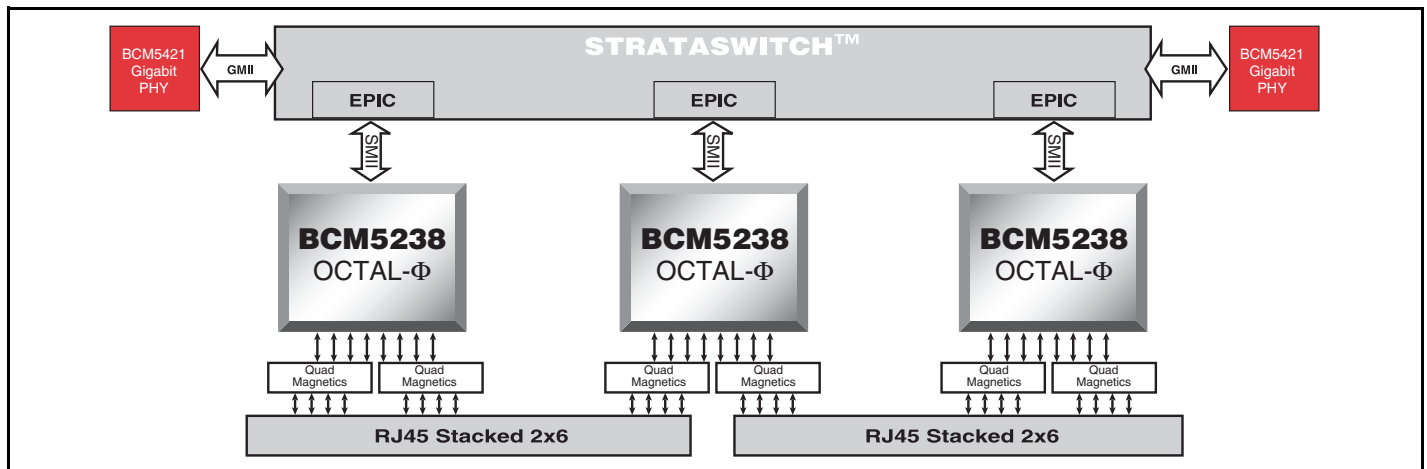 STRATASWITCH™
BCM5421
Gigabit
PHY
GMII
GMII
BCM5421
Gigabit
PHY
EPIC
EPIC
EPIC
SMII
SMII
SMII
BCM5238
OCTAL-Φ
BCM5238
OCTAL-Φ
BCM5238
OCTAL-Φ
Quad
Magnetics
Quad
Magnetics
Quad
Magnetics
Quad
Magnetics
Quad
Magnetics
Quad
Magnetics
RJ45 Stacked 2x6
RJ45 Stacked 2x6